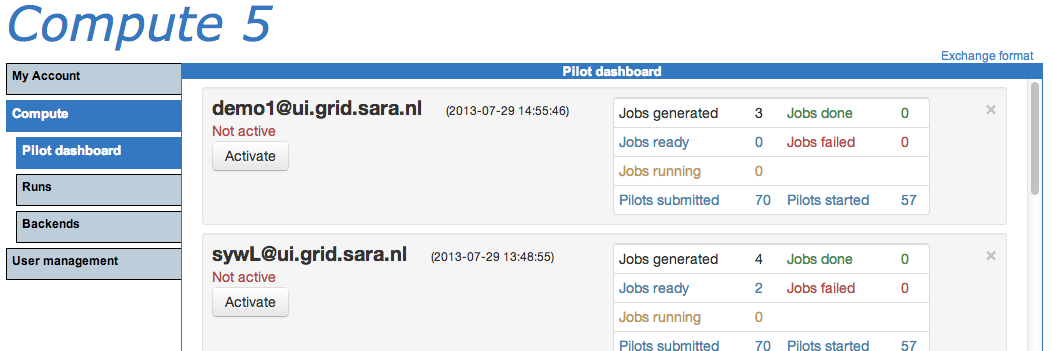 Compute 5
Exchange format
My Account
Compute
Pilot dashboard
Runs
Backends
User management
Pilot dashboard
demo1@ui.grid.sara.nl (2013-07-29 14:55:46)
Not active
Activate
Jobs generated 3 Jobs done 0
Jobs ready 0 Jobs failed 0
Jobs running 0
Pilots submitted 70 Pilots started 57
×
sywL@ui.grid.sara.nl (2013-07-29 13:48:55)
Not active
Activate
Jobs generated 4 Jobs done 0
Jobs ready 2 Jobs failed 0
Jobs running 0
Pilots submitted 70 Pilots started 57
×